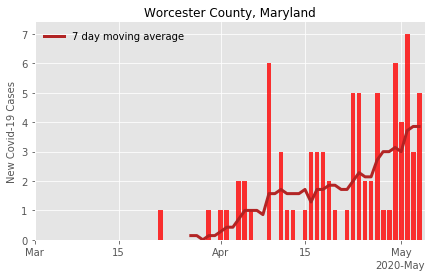 Worcester County, Maryland
7 day moving average
New Covid-19 Cases
7
6
5
4
3
2
1
0
Mar 15 Apr 15 May
2020-May